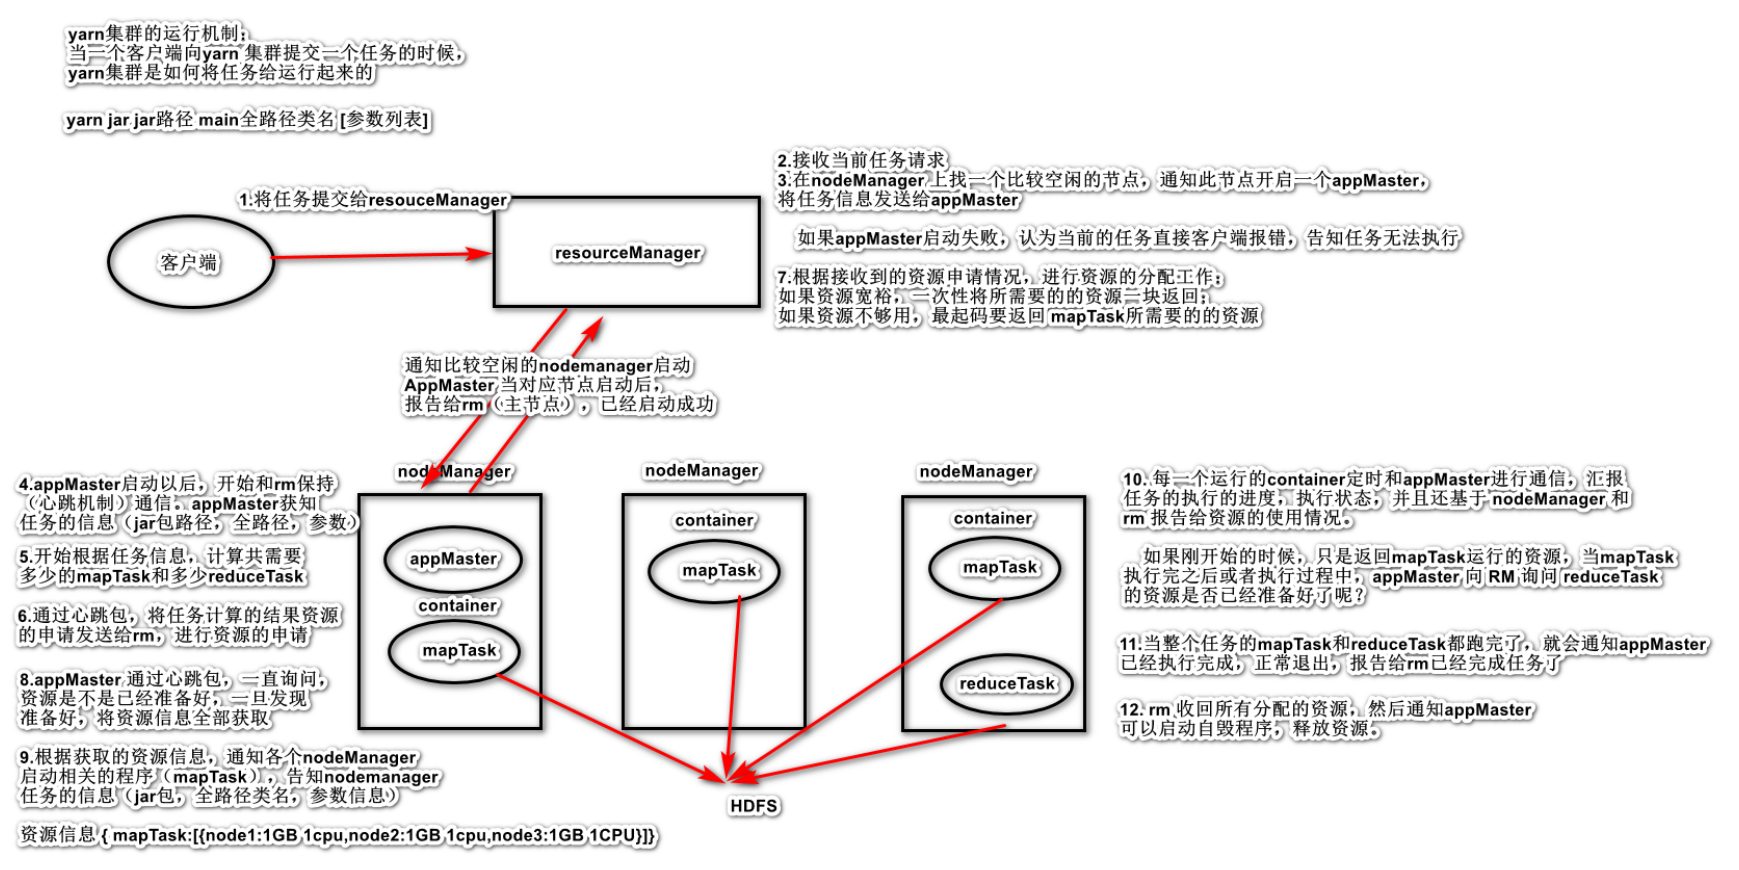 yarn集群的运行机制:
当一个客户端向yarn 集群提交一个任务的时候，
yarn集群是如何将任务给运行起来的
yarn jar jar路径 main全路径类名 [参数列表]
1.将任务提交给resouceManager
客户端
resourceManager
2.接收当前任务请求
3.在nodeManager 上找一个比较空闲的节点，通知此节点开启一个appMaster，
将任务信息发送给appMaster
如果appMaster启动失败，认为当前的任务直接客户端报错，告知任务无法执行
7.根据接收到的资源申请情况，进行资源的分配工作:
如果资源宽裕，一次性将所需要的的资源一块返回;
如果资源不够用，最起码要返回 mapTask所需要的的资源
通知比较空闲的nodemanager启动
AppMaster 当对应节点启动后，
报告给rm（主节点），已经启动成功
4.appMaster启动以后，开始和rm保持
（心跳机制）通信。appMaster获知
任务的信息（jar包路径，全路径，参数）
5.开始根据任务信息，计算共需要
多少的mapTask和多少reduceTask
6.通过心跳包，将任务计算的结果资源
的申请发送给rm，进行资源的申请
8.appMaster 通过心跳包，一直询问，
资源是不是已经准备好，一旦发现
准备好，将资源信息全部获取
9.根据获取的资源信息，通知各个nodeManager
启动相关的程序（mapTask），告知nodemanager
任务的信息（jar包，全路径类名，参数信息）
资源信息 { mapTask:[{node1:1GB 1cpu,node2:1GB 1cpu,node3:1GB 1CPU}]}
nodeManager
appMaster
container
mapTask
nodeManager
container
mapTask
nodeManager
container
mapTask
reduceTask
HDFS
10. 每一个运行的container定时和appMaster进行通信，汇报
任务的执行的进度，执行状态，并且还基于 nodeManager 和
rm 报告给资源的使用情况。
如果刚开始的时候，只是返回mapTask运行的资源，当mapTask
执行完之后或者执行过程中，appMaster 向 RM 询问 reduceTask
的资源是否已经准备好了呢?
11.当整个任务的mapTask和reduceTask都跑完了，就会通知appMaster
已经执行完成，正常退出，报告给rm已经完成任务了
12. rm 收回所有分配的资源，然后通知appMaster
可以启动自毁程序，释放资源。